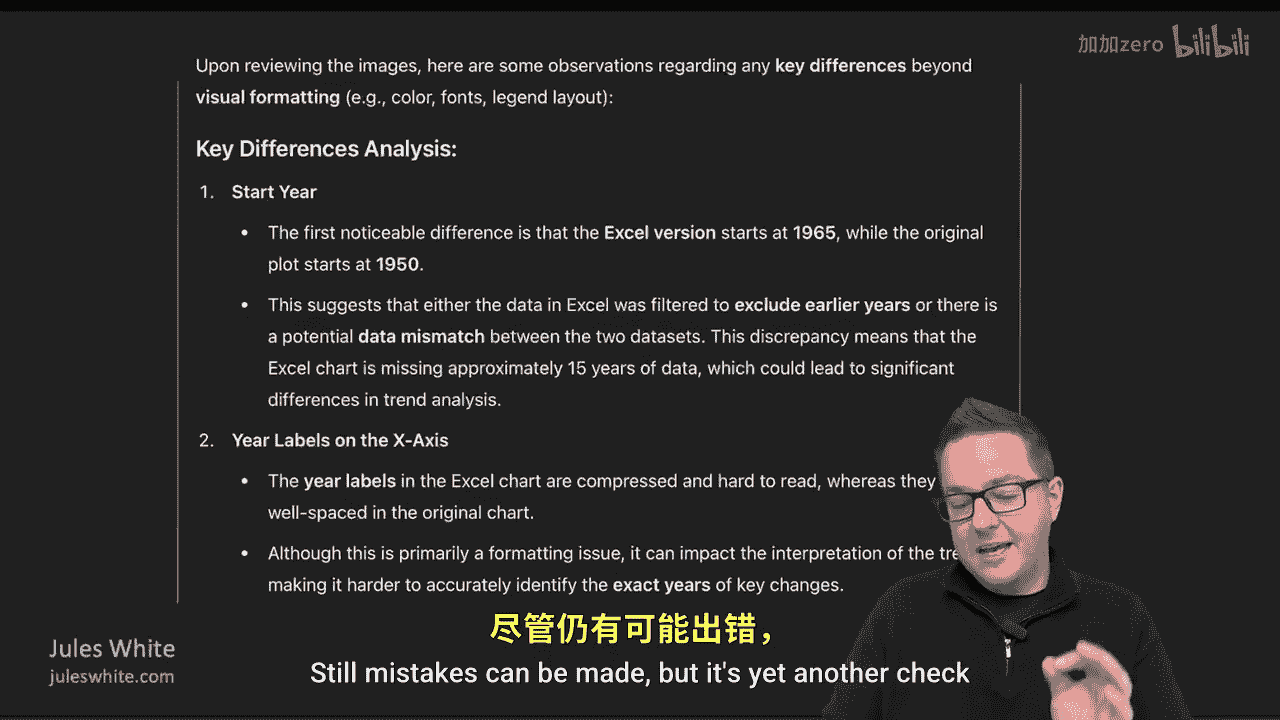 加加zero bilibili
Upon reviewing the images, here are some observations regarding any key differences beyond
visual formatting (e.g., color, fonts, legend layout):
Key Differences Analysis:
1. Start Year
• The first noticeable difference is that the Excel version starts at 1965, while the original
plot starts at 1950.
• This suggests that either the data in Excel was filtered to exclude earlier years or there is
a potential data mismatch between the two datasets. This discrepancy means that the
Excel chart is missing approximately 15 years of data, which could lead to significant
differences in trend analysis.
2. Year Labels on the X-Axis
• The year labels in the Excel chart are compressed and hard to read, whereas they
well-spaced in the original chart.
• Although this is primarily a formatting issue, it can impact the interpretation of the
making it harder to accurately identify the exact years of key changes.
尽管仍有可能出错，
Still mistakes can be made, but it's yet another check
Jules White
juleswhite.com